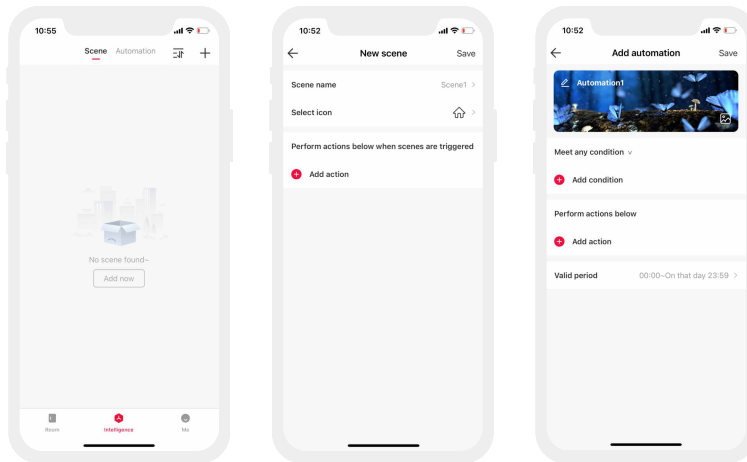 10:55
Scene Automation
No scene found~
Add now
Room Intelligence Me
10:52
New scene Save
Scene name Scene1 >
Select icon >
Perform actions below when scenes are triggered
Add action
10:52
Add automation Save
Automation1
Meet any condition
Add condition
Perform actions below
Add action
Valid period 00:00~On that day 23:59 >